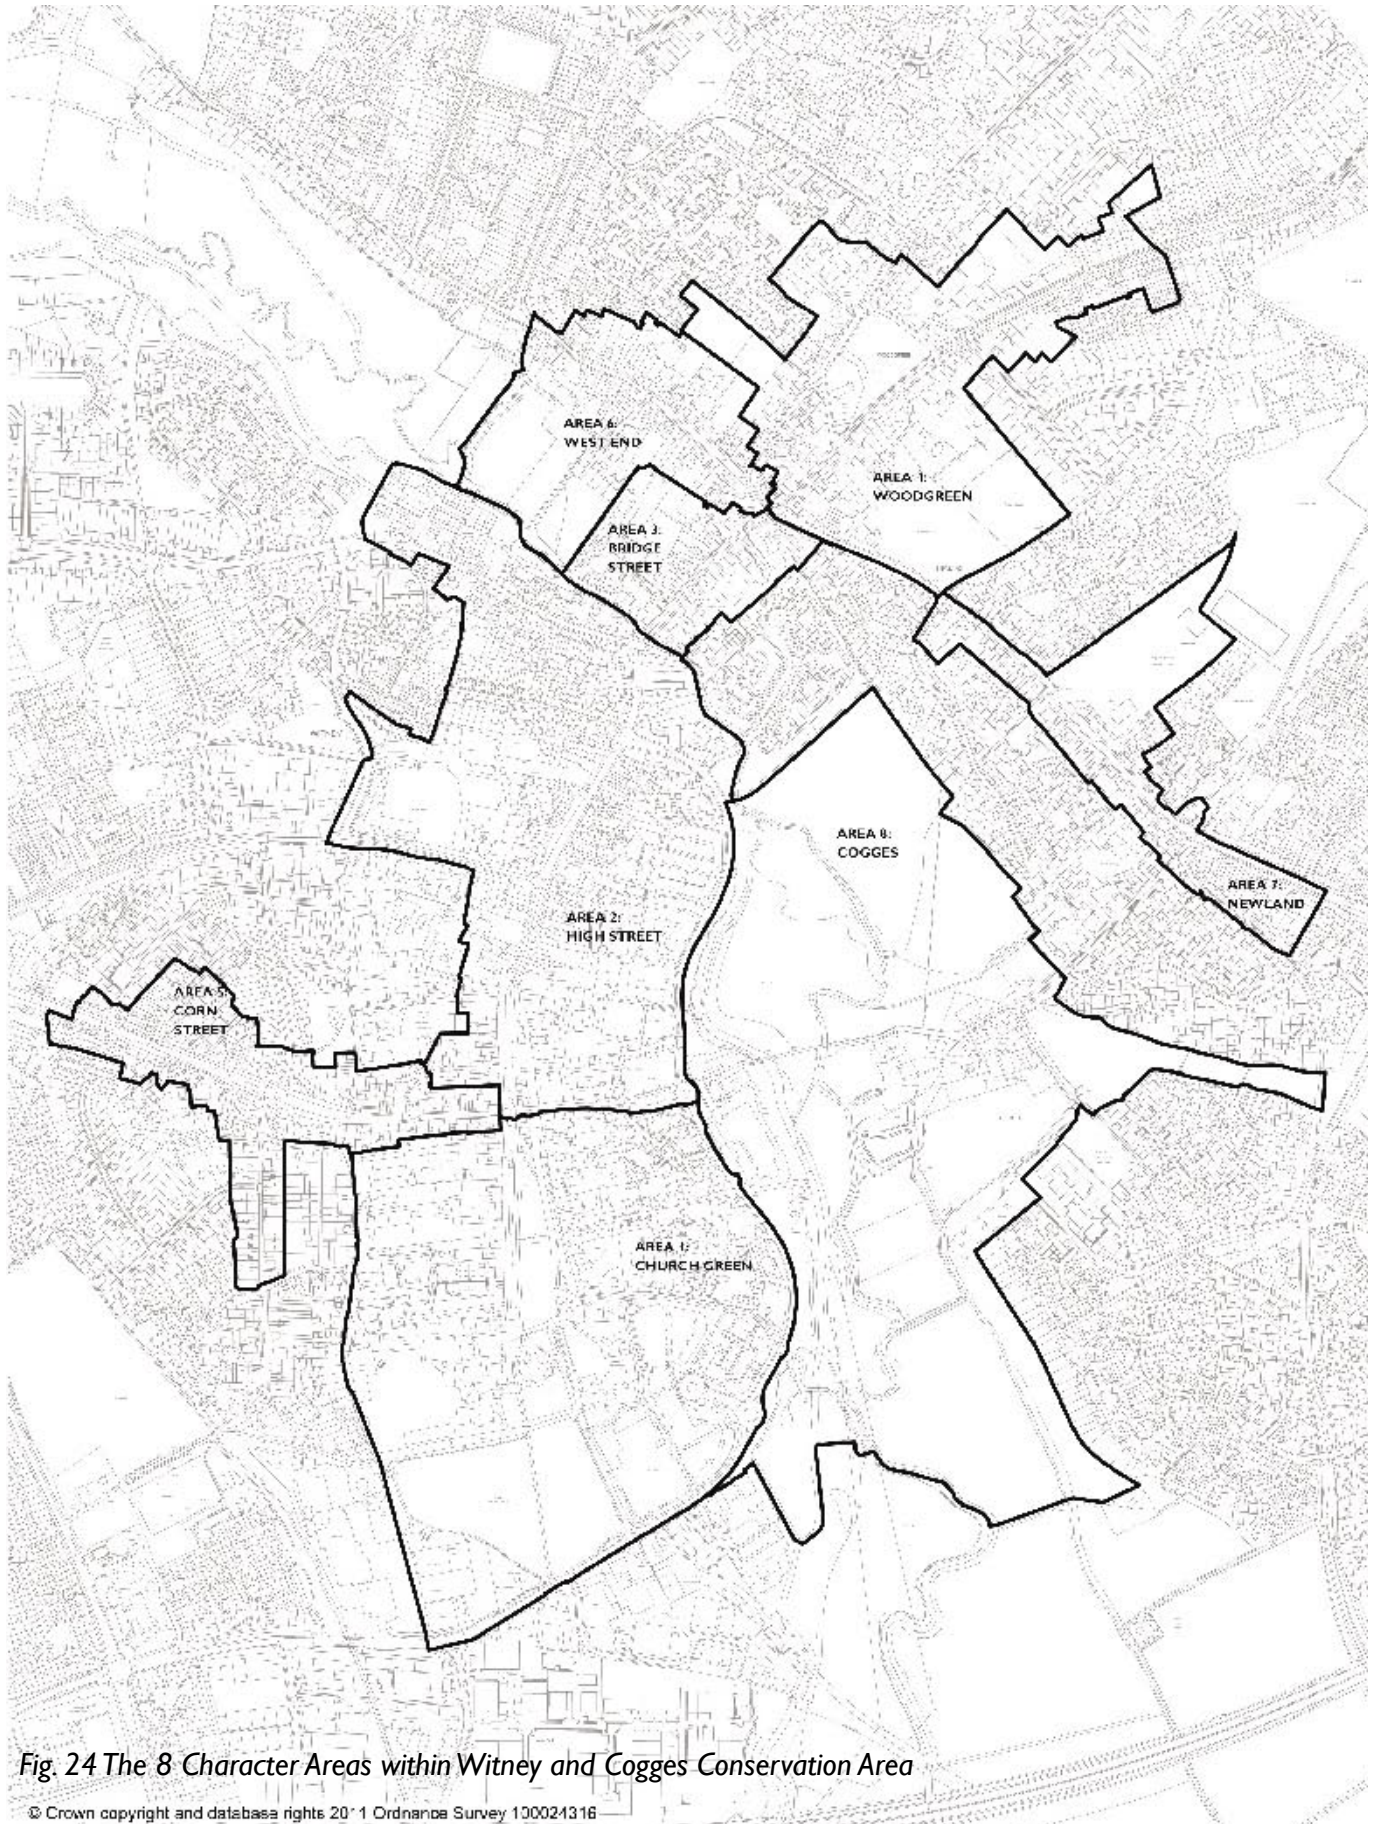 AREA 6:
WEST END
AREA 3:
BRIDGE
STREET
WOODGREEN
AREA 8:
COGGES
AREA 7:
NEWLAND
AREA 2:
HIGH STREET
AREA 5:
CORN
STREET
AREA 1:
CHURCH GREEN
Fig. 24 The 8 Character Areas within Witney and Cogges Conservation Area
© Crown copyright and database rights 2011 Ordnance Survey 100024316